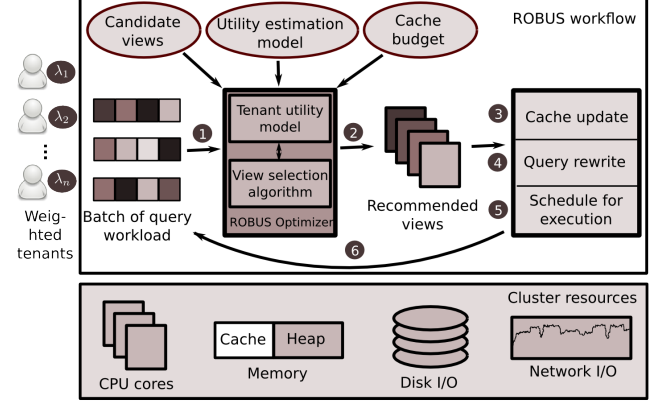 Candidate
views
Utility estimation
model
Cache
budget
ROBUS workflow
λ1
λ2
λn
Weig-
hted
tenants
Batch of query
workload
1
Tenant utility
model
View selection
algorithm
ROBUS Optimizer
2
Recommended
views
3
Cache update
4
Query rewrite
5
Schedule for
execution
6
Cluster resources
CPU cores
Cache
Heap
Memory
Disk I/O
Network I/O